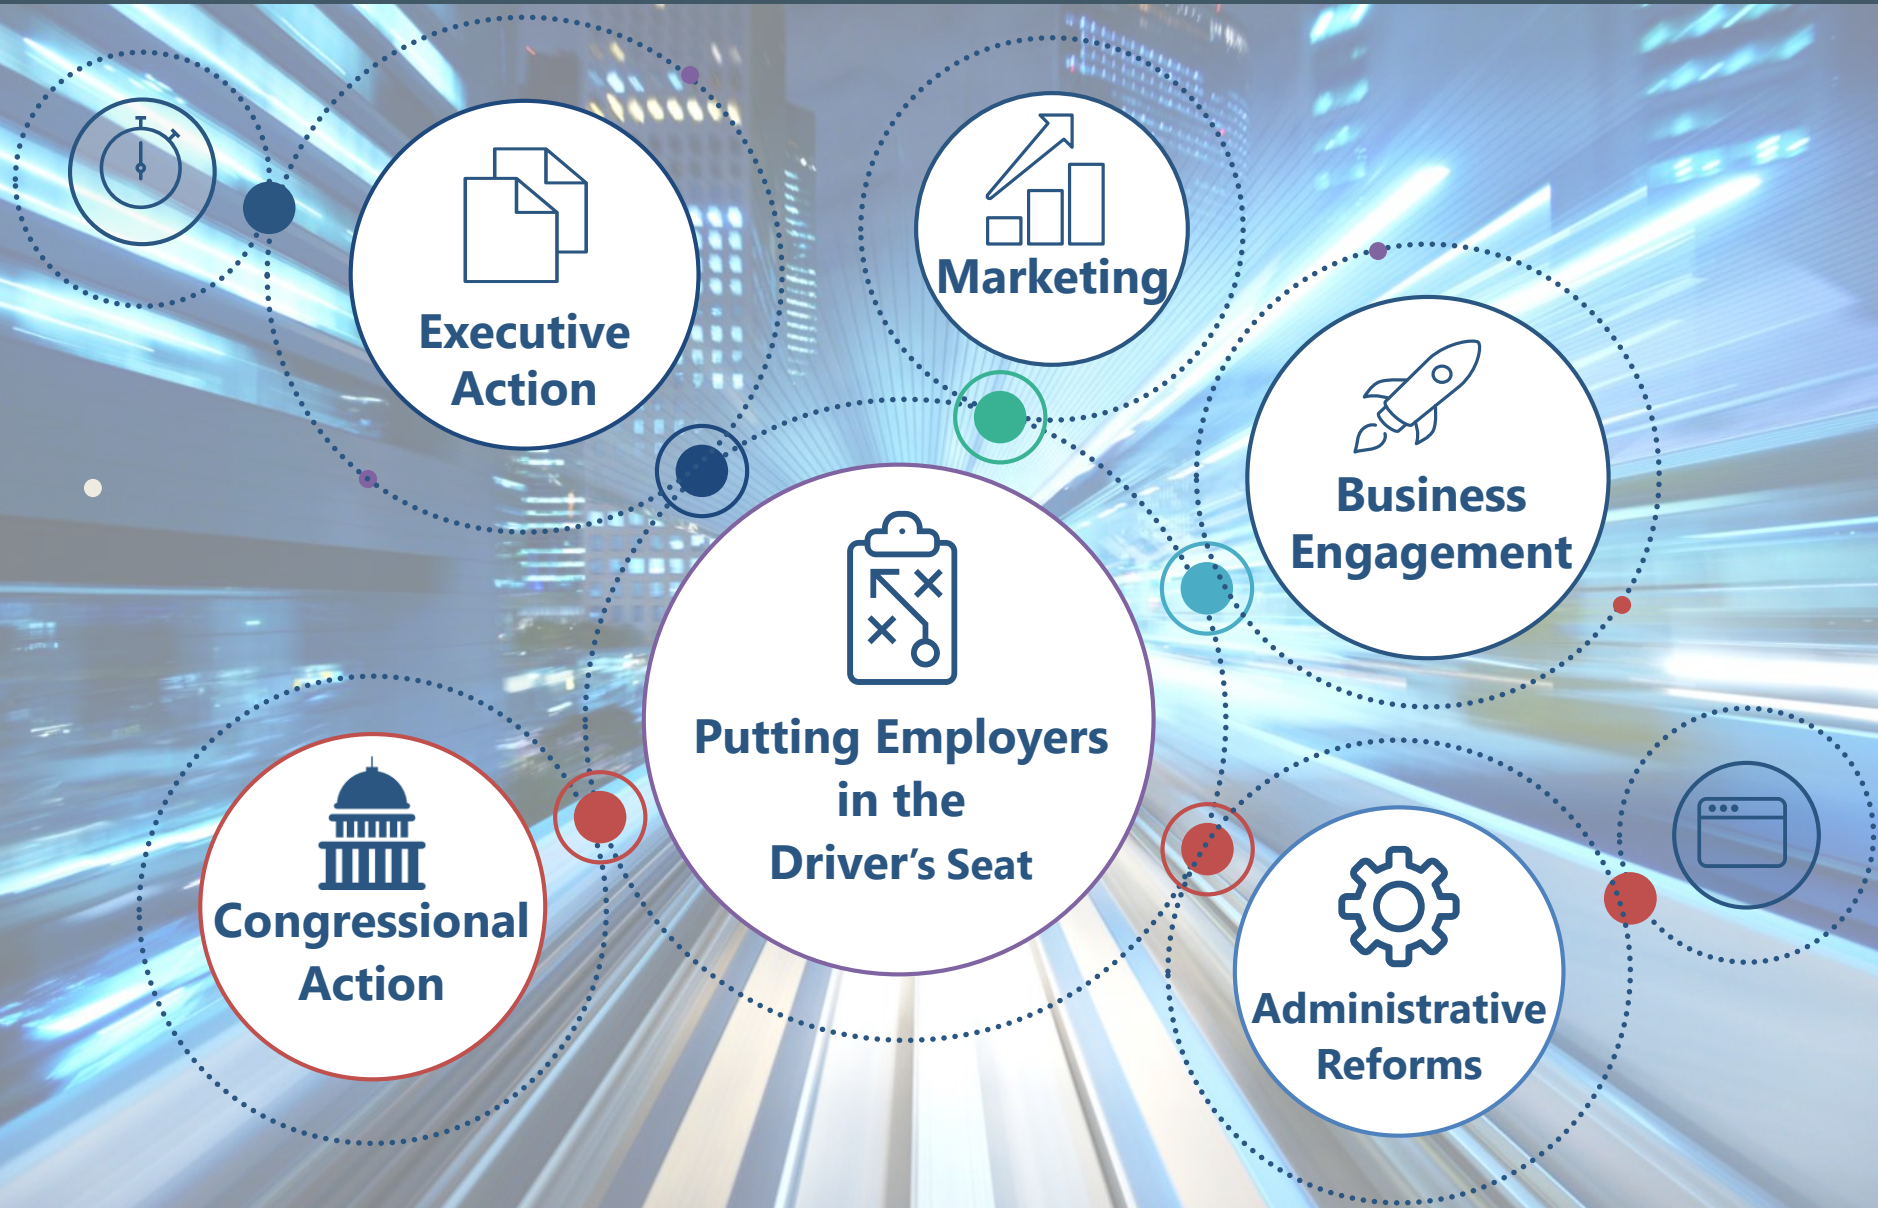 Executive
Action
Marketing
Business
Engagement
Putting Employers
in the
Driver's Seat
Congressional
Action
Administrative
Reforms